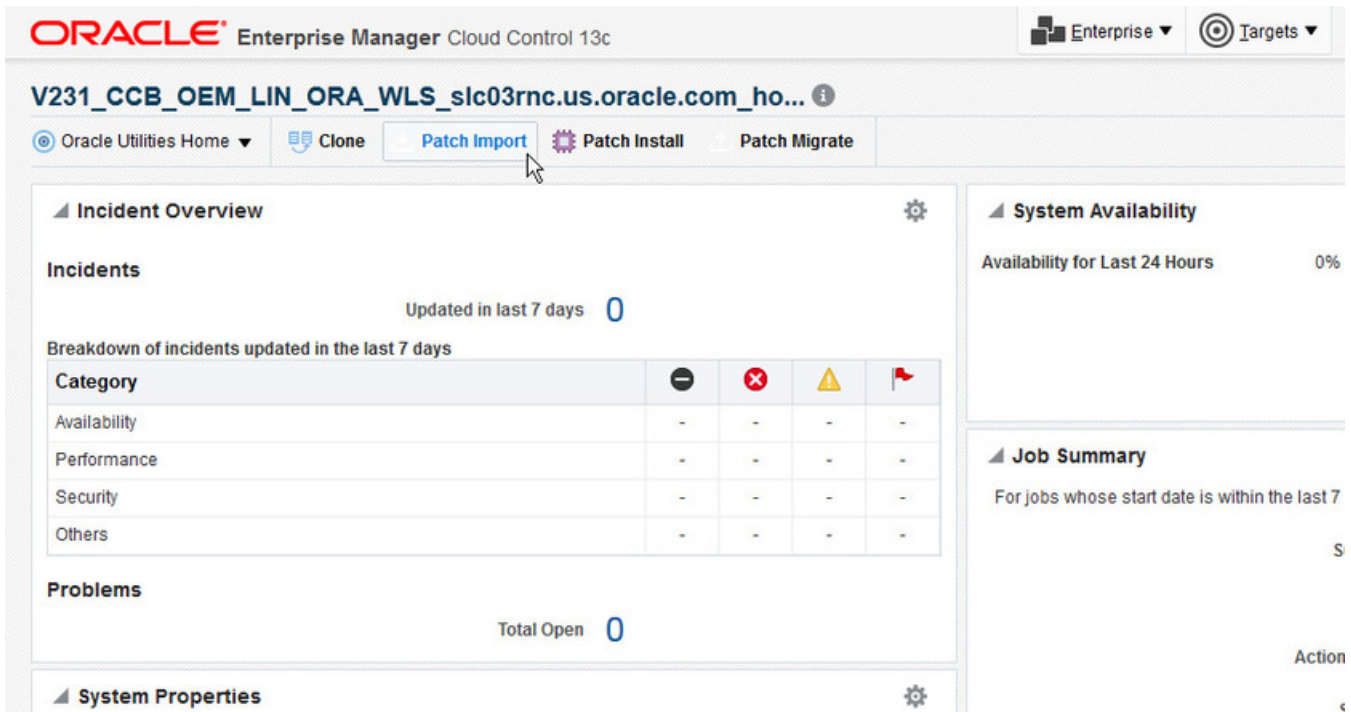 ORACLE Enterprise Manager Cloud Control 13c
Enterprise ▼ Targets ▼
V231_CCB_OEM_LIN_ORA_WLS_slc03rnc.us.oracle.com_ho...
Oracle Utilities Home ▼ Clone Patch Import Patch Install Patch Migrate
Incident Overview
Incidents
Updated in last 7 days 0
Breakdown of incidents updated in the last 7 days
Category
Availability - - - -
Performance - - - -
Security - - - -
Others - - - -
Problems
Total Open 0
System Properties
System Availability
Availability for Last 24 Hours 0%
Job Summary
For jobs whose start date is within the last 7
Action